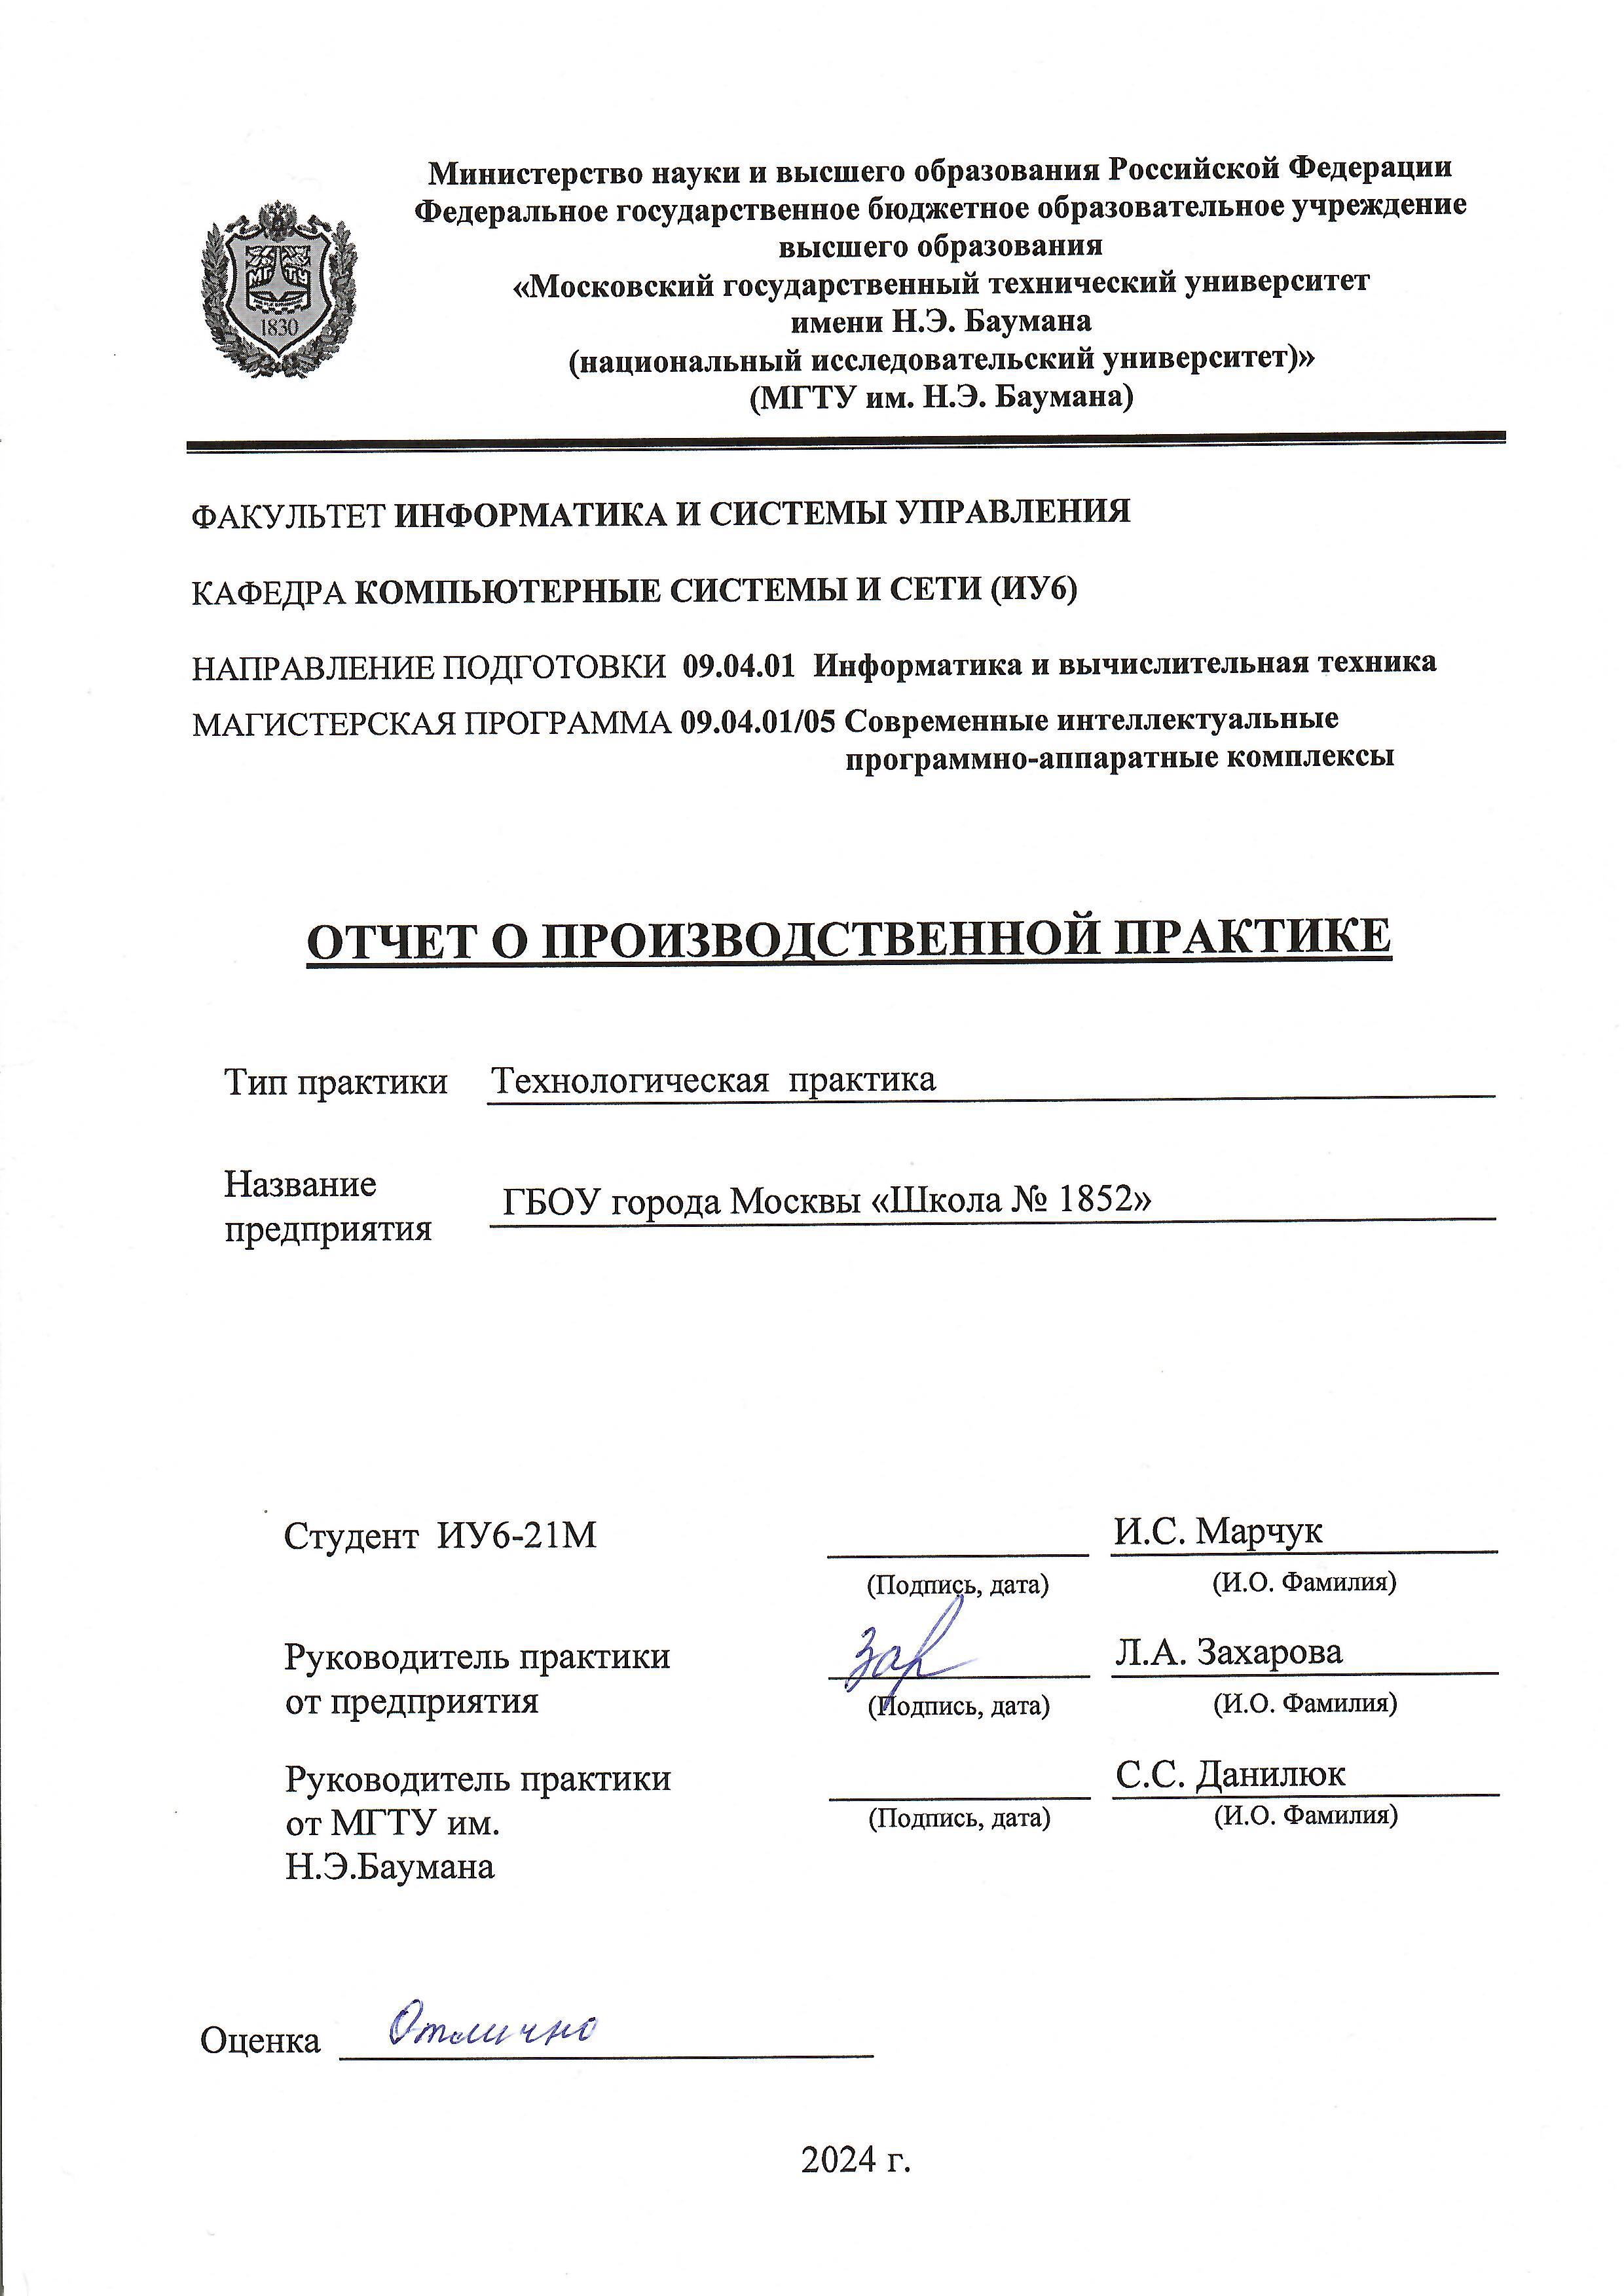 Министерство науки и высшего образования Российской Федерации
Федеральное государственное бюджетное образовательное учреждение
высшего образования
«Московский государственный технический университет
имени Н.Э. Баумана
(национальный исследовательский университет)»
(МГТУ им. Н.Э. Баумана)
1830
ФАКУЛЬТЕТ ИНФОРМАТИКА И СИСТЕМЫ УПРАВЛЕНИЯ
КАФЕДРА КОМПЬЮТЕРНЫЕ СИСТЕМЫ И СЕТИ (ИУ6)
НАПРАВЛЕНИЕ ПОДГОТОВКИ 09.04.01 Информатика и вычислительная техника
МАГИСТЕРСКАЯ ПРОГРАММА 09.04.01/05 Современные интеллектуальные
программно-аппаратные комплексы
ОТЧЕТ О ПРОИЗВОДСТВЕННОЙ ПРАКТИКЕ
Тип практики Технологическая практика
Название
предприятия
ГБОУ города Москвы «Школа № 1852»
Студент ИУ6-21М И.С. Марчук
(Подпись, дата) (И.О. Фамилия)
Руководитель практики Зар Л.А. Захарова
от предприятия (Подпись, дата) (И.О. Фамилия)
Руководитель практики С.С. Данилюк
от МГТУ им. (Подпись, дата) (И.О. Фамилия)
Н.Э.Баумана
Оценка Отлично
2024 г.